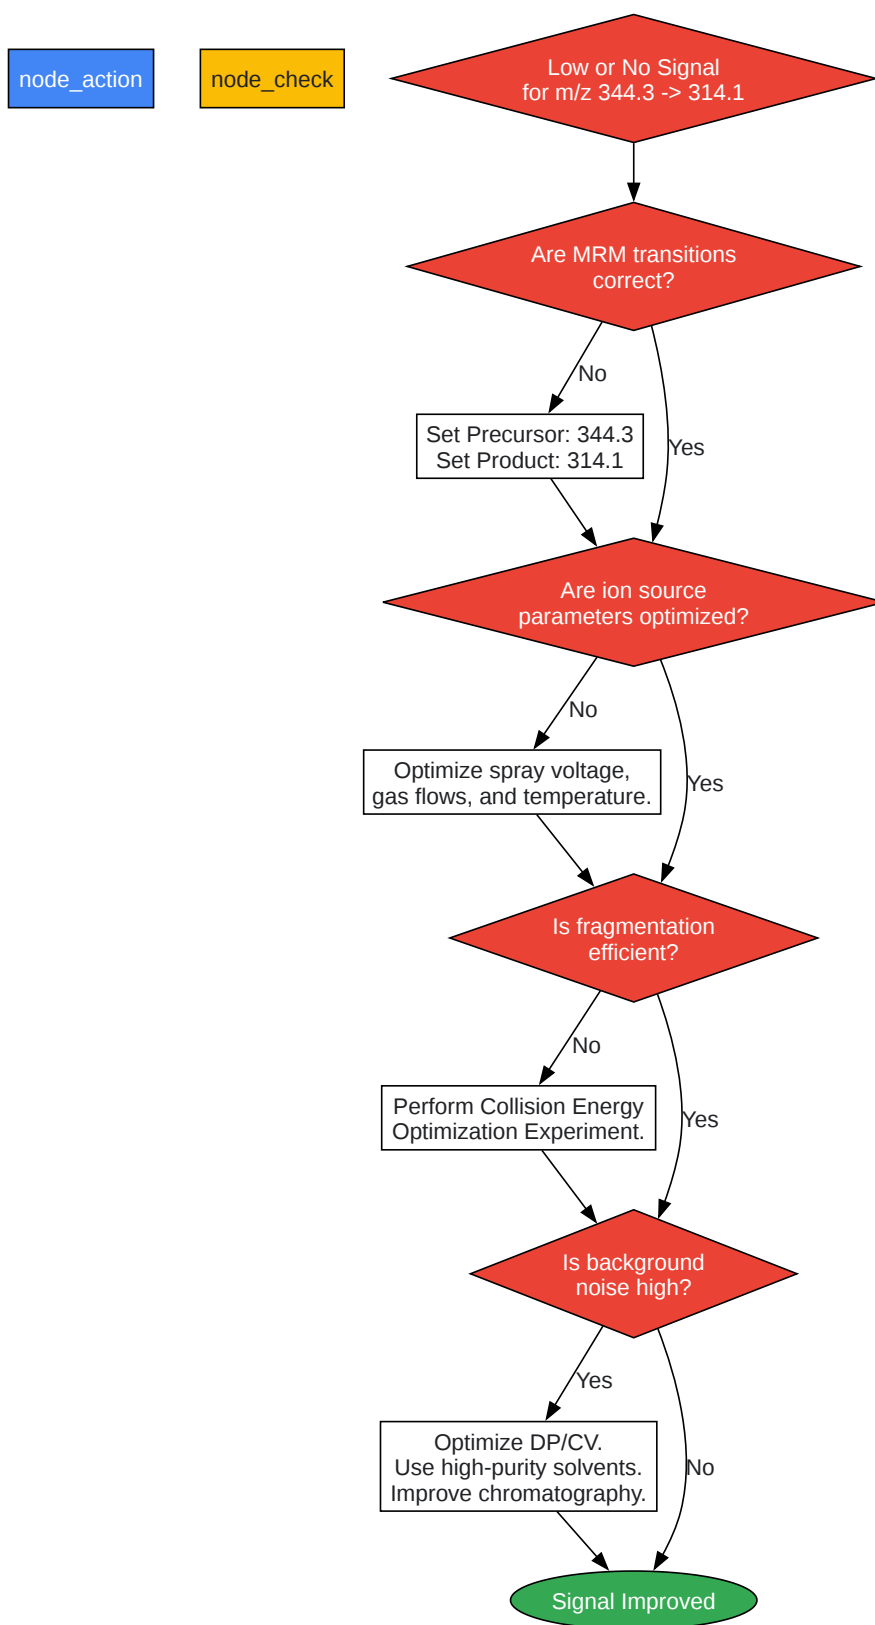 node_action
node_check
Low or No Signal
for m/z 344.3 -> 314.1
Are MRM transitions
correct?
No
Set Precursor: 344.3
Set Product: 314.1
Yes
Are ion source
parameters optimized?
No
Optimize spray voltage,
gas flows, and temperature.
Yes
Is fragmentation
efficient?
No
Perform Collision Energy
Optimization Experiment.
Yes
Is background
noise high?
Yes
Optimize DP/CV.
Use high-purity solvents.
Improve chromatography.
No
Signal Improved